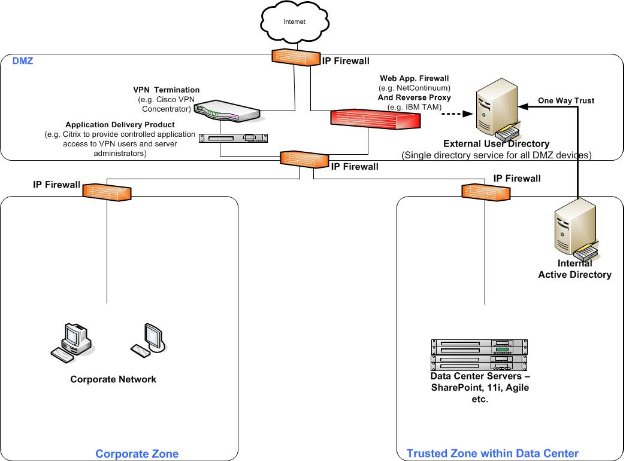 Internet
IP Firewall
DMZ
VPN Termination
(e.g. Cisco VPN
Concentrator)
Application Delivery Product
(e.g. Citrix to provide controlled application
access to VPN users and server
administrators)
Web App. Firewall
(e.g. NetContinuum)
And Reverse Proxy
(e.g. IBM TAM)
One Way Trust
External User Directory
(Single directory service for all DMZ devices)
IP Firewall
IP Firewall
IP Firewall
Internal
Active Directory
Corporate Network
Data Center Servers –
SharePoint, 11i, Agile
etc.
Corporate Zone
Trusted Zone within Data Center